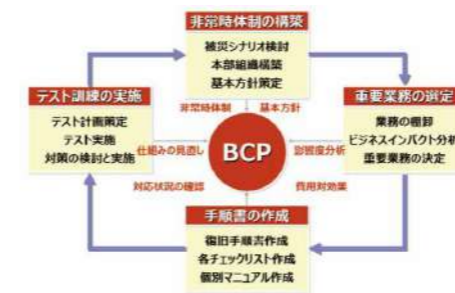 非常時体制の構築
被災シナリオ検討
本部組織構築
基本方針策定
テスト訓練の実施
テスト計画策定
テスト実施
対策の検討と実施
重要業務の選定
業務の棚卸
ビジネスインパクト分析
重要業務の決定
非常時体制
基本方針
仕組みの見直し
BCP
影響度分析
対応状況の確認
費用対効果
手順書の作成
復旧手順書作成
各チェックリスト作成
個別マニュアル作成